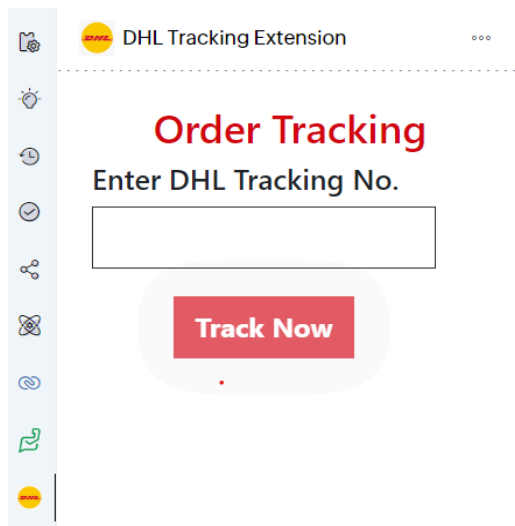 DHL DHL Tracking Extension
Order Tracking
Enter DHL Tracking No.
Track Now
DHL